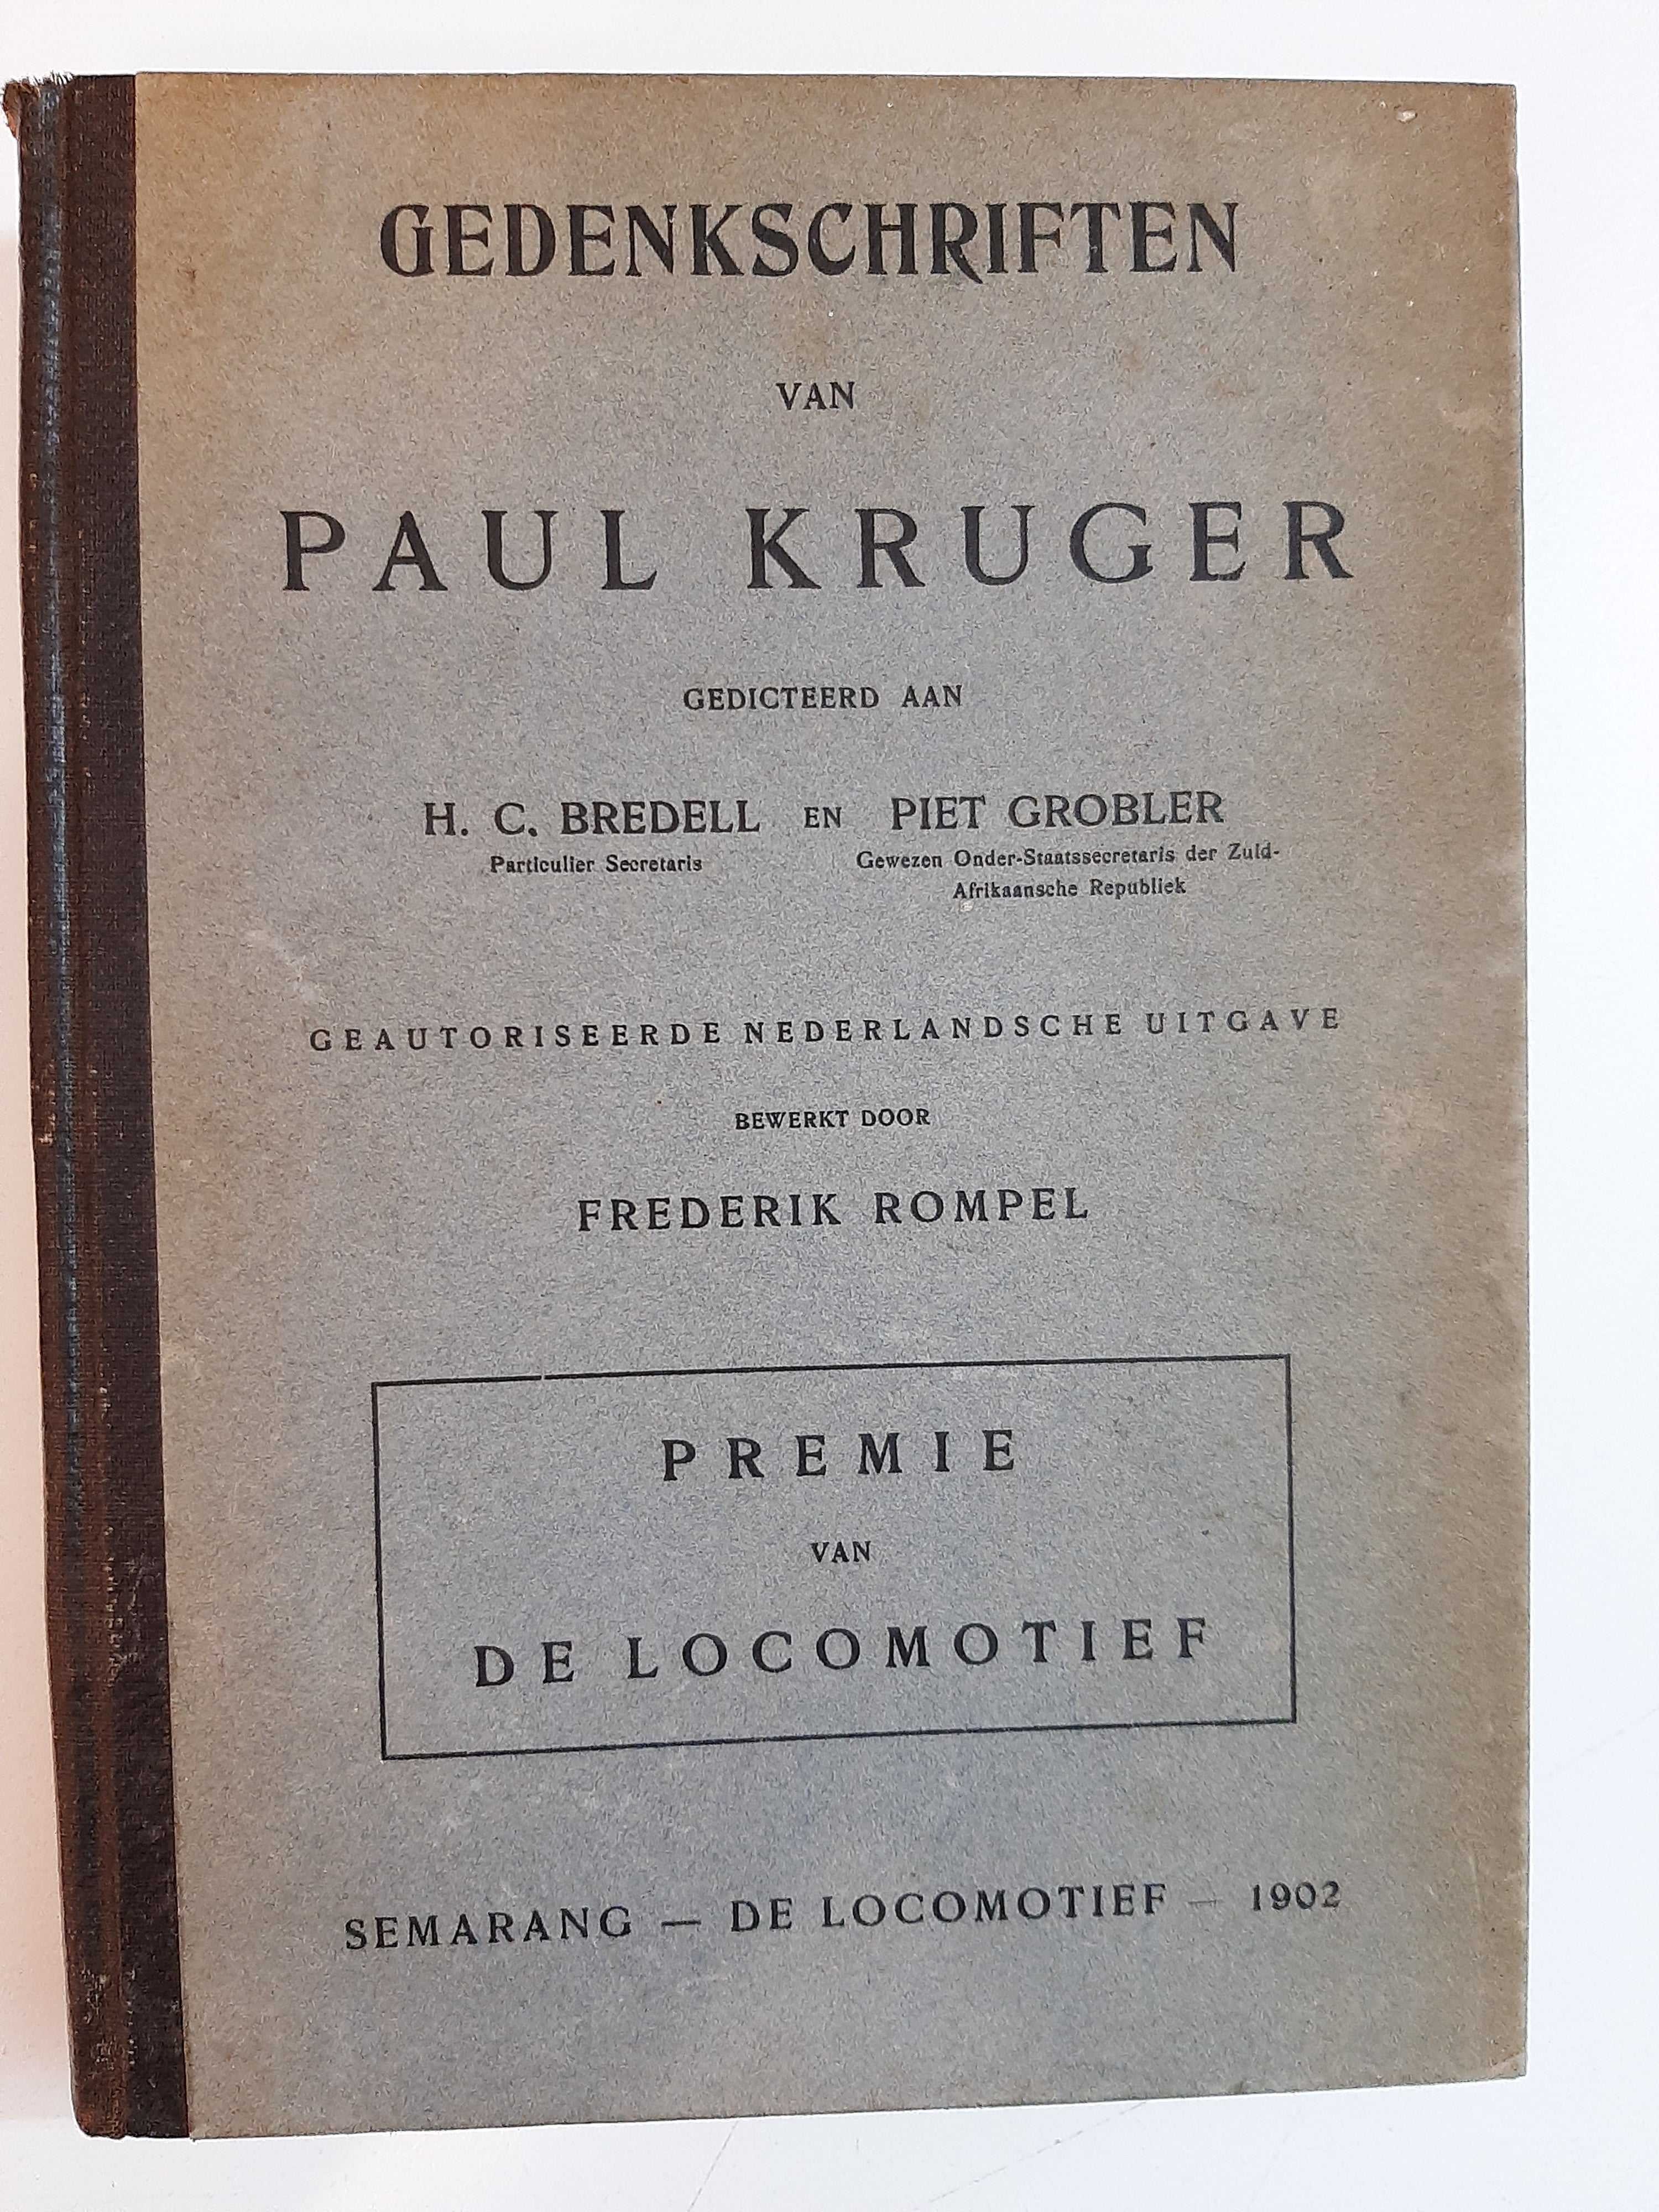 GEDENKSCHRIFTEN
VAN
PAUL KRUGER
GEDICTEERD AAN
H. C. BREDELL EN PIET GROBLER
Particulier Secretaris Gewezen Onder-Staatssecretaris der Zuid-
Afrikaansche Republiek
GEAUTORISEERDE NEDERLANDSCHE UITGAVE
BEWERKT DOOR
FREDERIK ROMPEL
PREMIE
VAN
DE LOCOMOTIEF
SEMARANG — DE LOCOMOTIEF — 1902